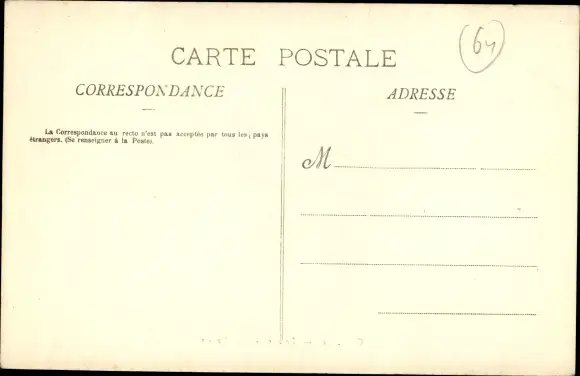 64
CARTE POSTALE
CORRESPONDANCE
ADRESSE
La Correspondance au recto n'est pas acceptée par tous les pays
étrangers. (Se renseigner à la Poste).
M